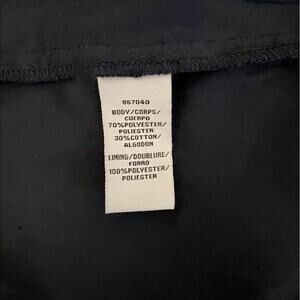 867040
BODY/CORPS/
CUERPO
70%POLYESTER/
POLIESTER
30%COTTON/
ALGODON
LINING/DOUBLURE/
FORRO
100%POLYESTER/
POLIESTER